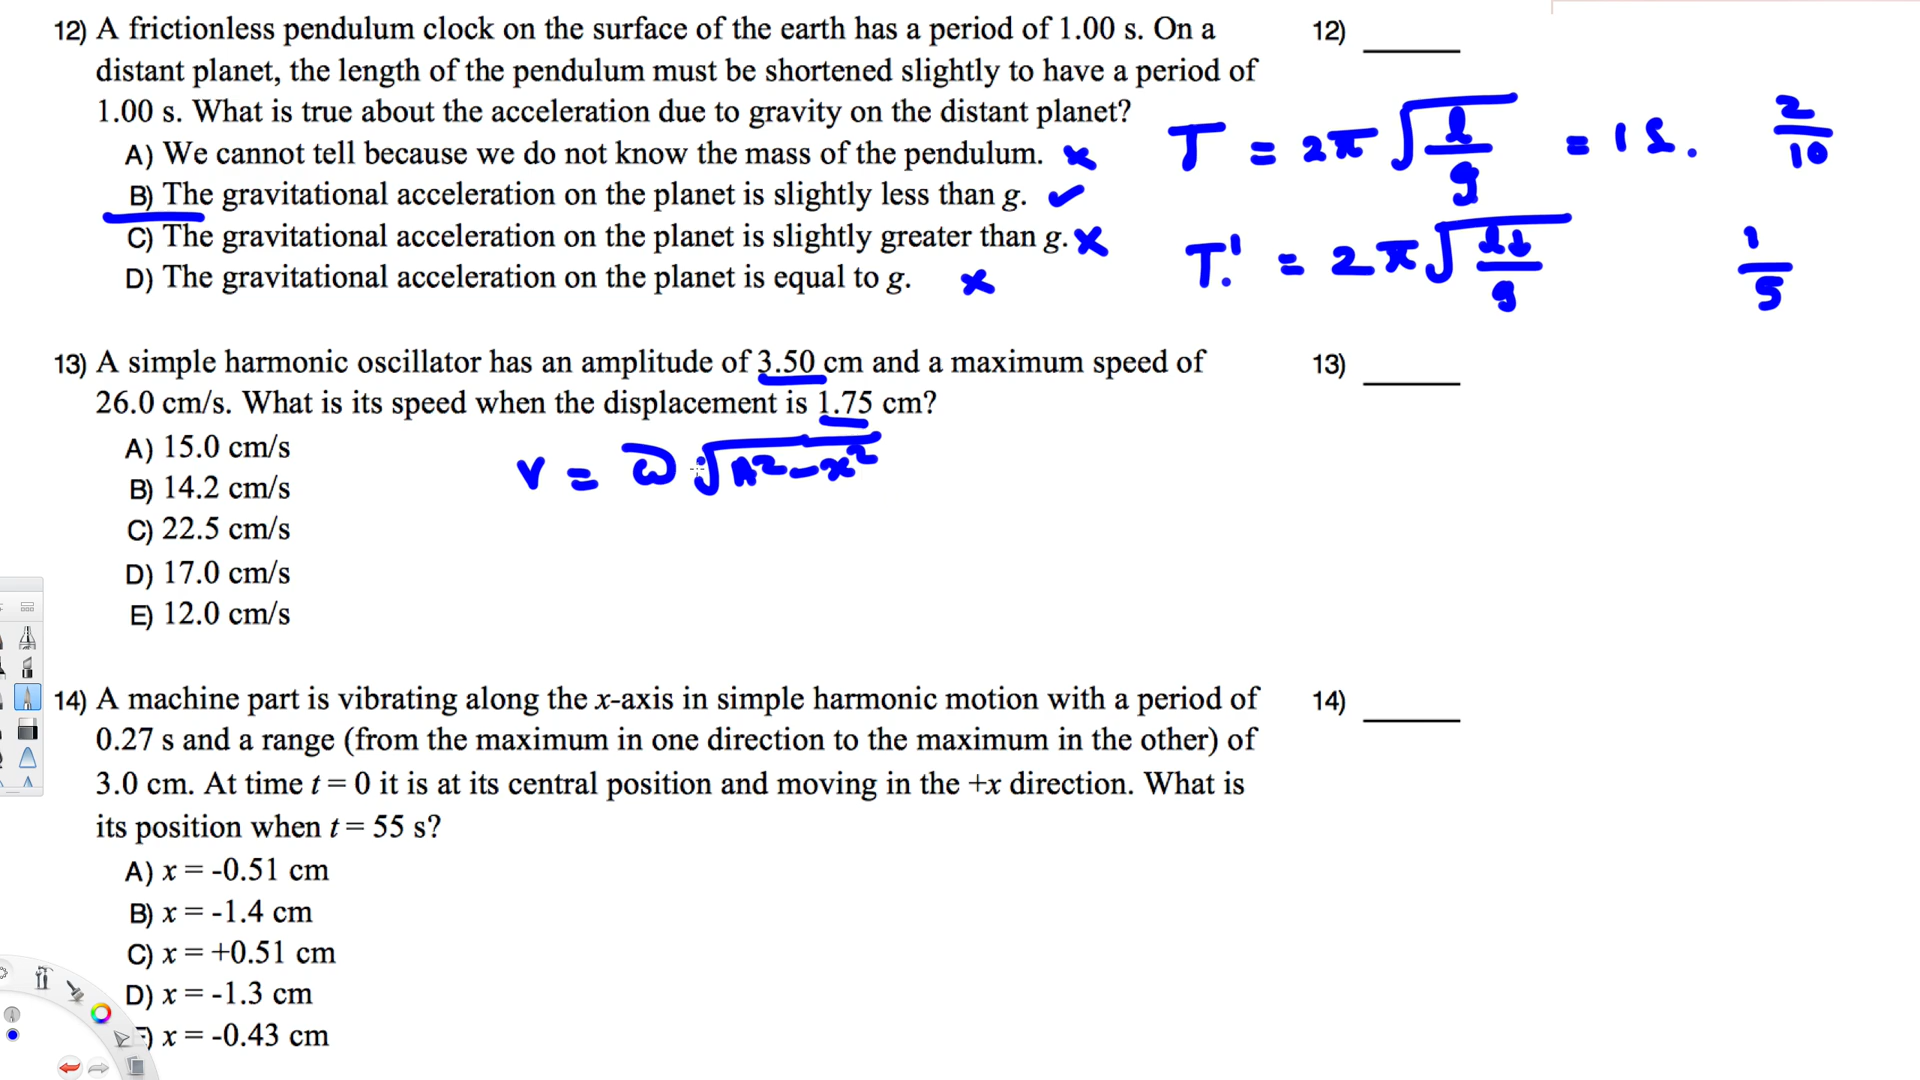 12) A frictionless pendulum clock on the surface of the earth has a period of 1.00 s. On a
distant planet, the length of the pendulum must be shortened slightly to have a period of
1.00 s. What is true about the acceleration due to gravity on the distant planet?
A) We cannot tell because we do not know the mass of the pendulum. ×
B) The gravitational acceleration on the planet is slightly less than g. ✓
C) The gravitational acceleration on the planet is slightly greater than g. ×
D) The gravitational acceleration on the planet is equal to g. ×
12) ______
T = 2π √(l/g) = 1 s.
2/10
T' = 2π √(l↓/g)
1/5
13) A simple harmonic oscillator has an amplitude of 3.50 cm and a maximum speed of
26.0 cm/s. What is its speed when the displacement is 1.75 cm?
13) ______
A) 15.0 cm/s
B) 14.2 cm/s
C) 22.5 cm/s
D) 17.0 cm/s
E) 12.0 cm/s
v = ω √(A²-x²)
14) A machine part is vibrating along the x-axis in simple harmonic motion with a period of
0.27 s and a range (from the maximum in one direction to the maximum in the other) of
3.0 cm. At time t = 0 it is at its central position and moving in the +x direction. What is
its position when t = 55 s?
14) ______
A) x = -0.51 cm
B) x = -1.4 cm
C) x = +0.51 cm
D) x = -1.3 cm
) x = -0.43 cm